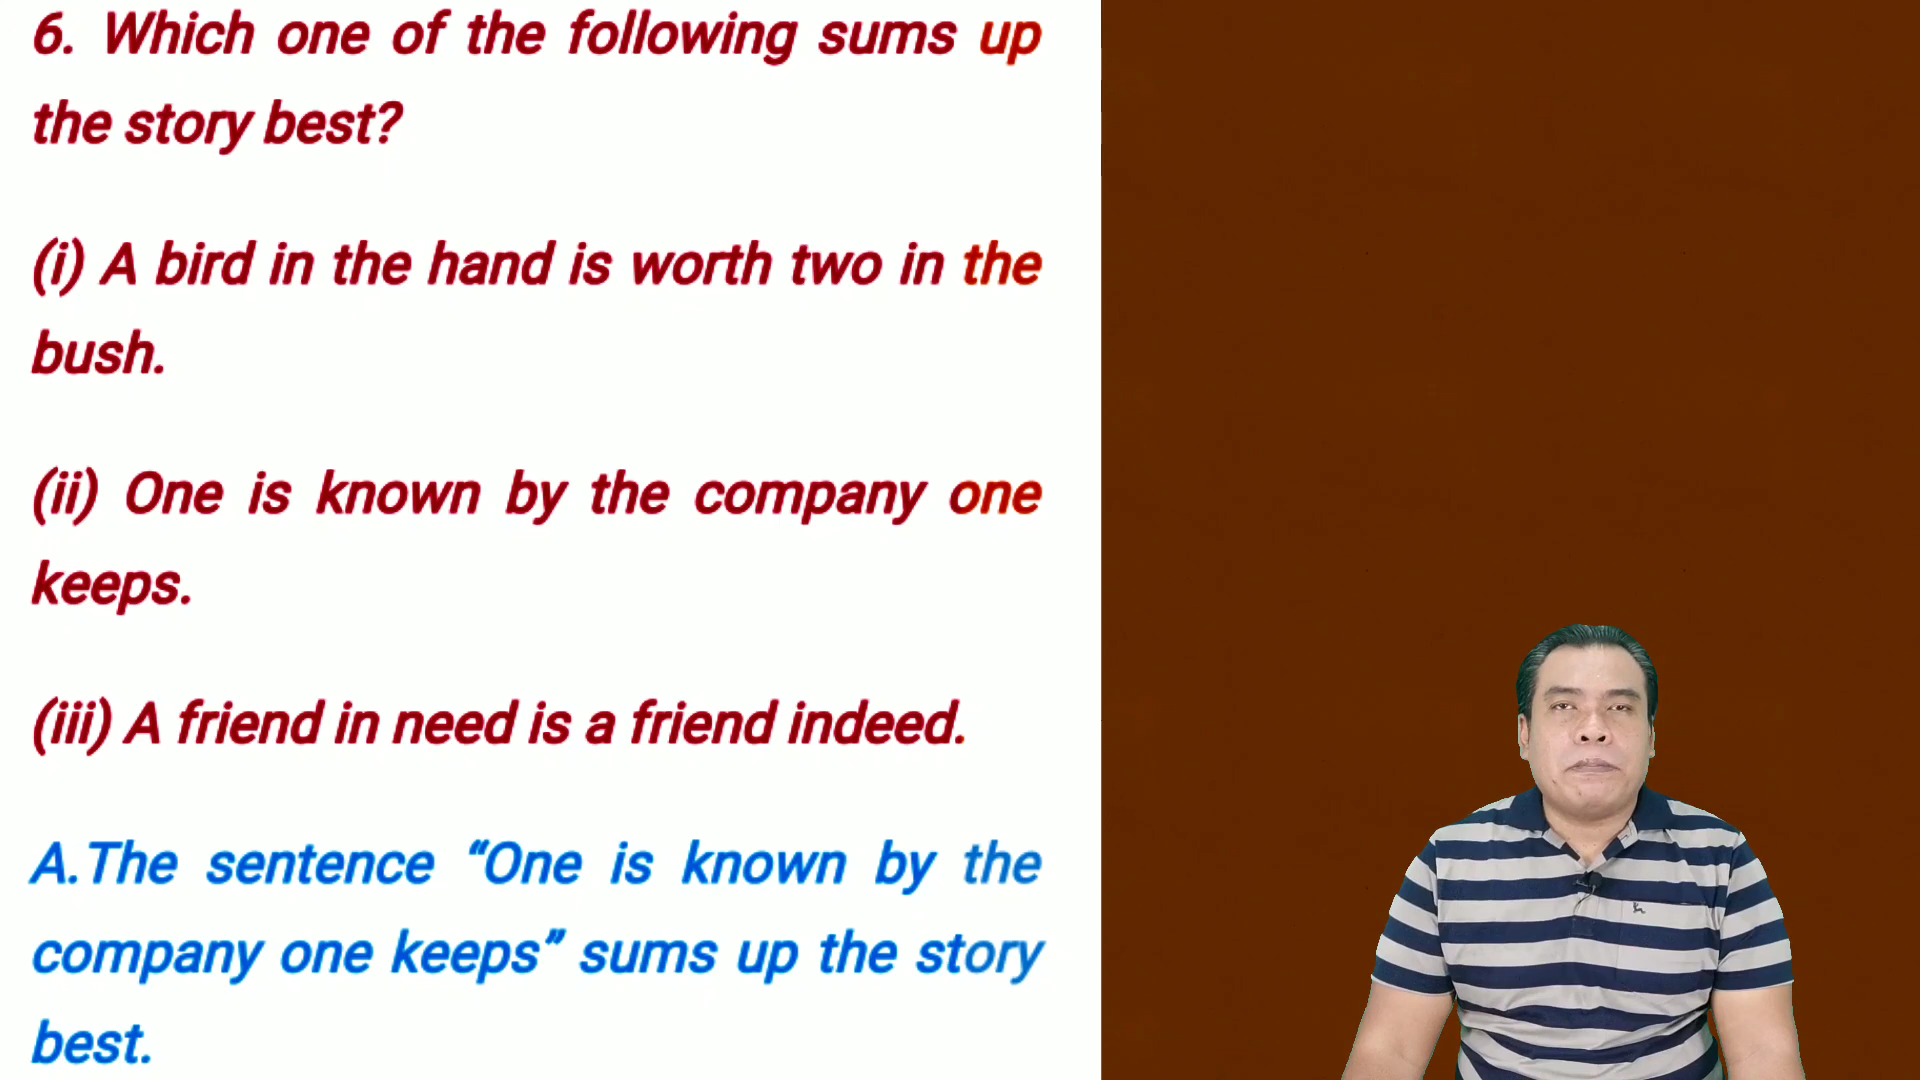 6. Which one of the following sums up
the story best?
(i) A bird in the hand is worth two in the
bush.
(ii) One is known by the company one
keeps.
(iii) A friend in need is a friend indeed.
A.The sentence “One is known by the
company one keeps” sums up the story
best.